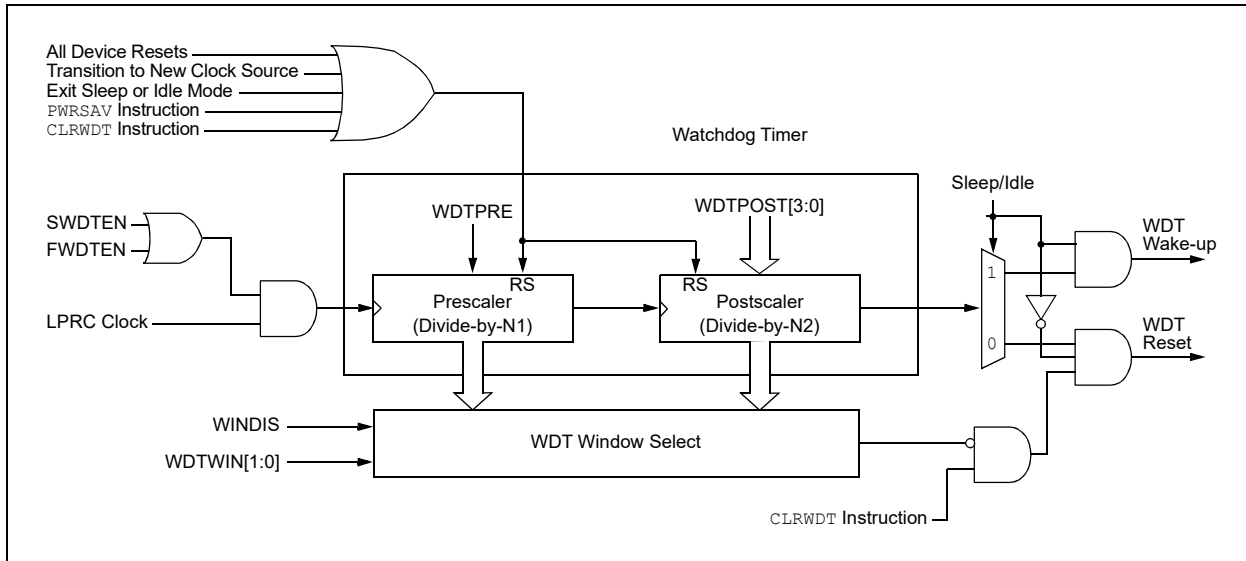 All Device Resets
Transition to New Clock Source
Exit Sleep or Idle Mode
PWRSAV Instruction
CLRWDT Instruction
Watchdog Timer
Sleep/Idle
SWDTEN
FWDTEN
WDTPRE
WDTPOST[3:0]
WDT
Wake-up
RS
RS
Prescaler
(Divide-by-N1)
Postscaler
(Divide-by-N2)
1
0
LPRC Clock
WDT
Reset
WINDIS
WDTWIN[1:0]
WDT Window Select
CLRWDT Instruction